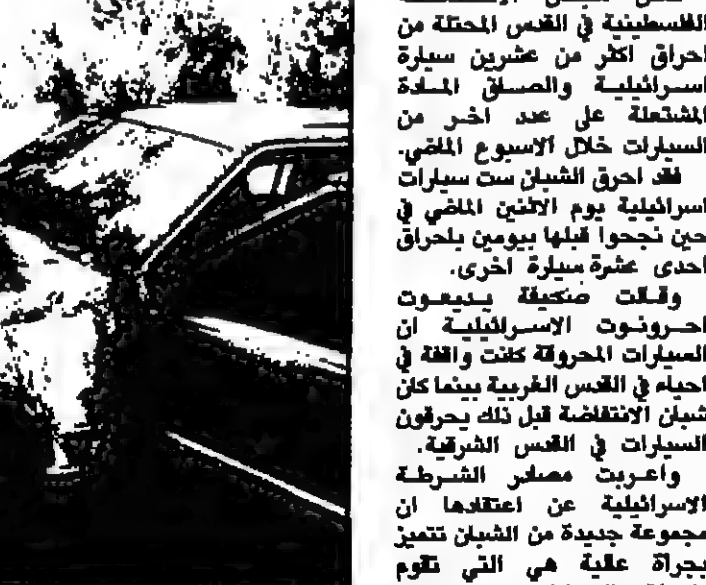 الفلسطينية في القدس المحتلة من
احراق اكثر من عشرين سيارة
اسرائيلية والصاق المادة
المشتعلة على عدد اخر من
السيارات خلال الاسبوع الماضي.
فقد احرق الشبان ست سيارات
اسرائيلية يوم الاثنين الماضي في
حين نجحوا قبلها بيومين باحراق
احدى عشرة سيارة اخرى.
وقالت صحيفة يديعوت
احرونوت الاسرائيلية ان
السيارات المحروقة كانت واقفة في
احياء في القدس الغربية بينما كان
شبان الانتفاضة قبل ذلك يحرقون
السيارات في القدس الشرقية.
واعربت مصادر الشرطة
الاسرائيلية عن اعتقادها ان
مجموعة جديدة من الشبان تتميز
بجراة عالية هي التي تقوم